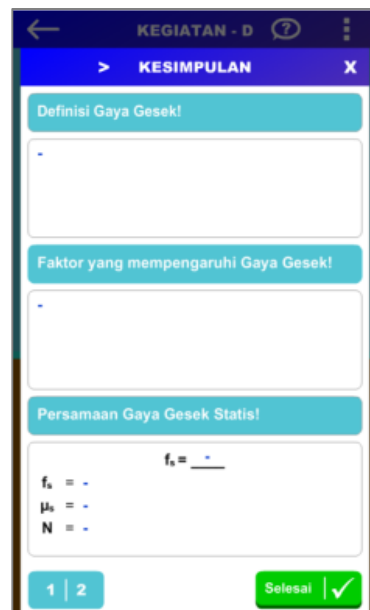 KEGIATAN - D
> KESIMPULAN X
Definisi Gaya Gesek!
-
Faktor yang mempengaruhi Gaya Gesek!
-
Persamaan Gaya Gesek Statis!
fₛ = -
fₛ = -
μₛ = -
N = -
1 | 2
Selesai